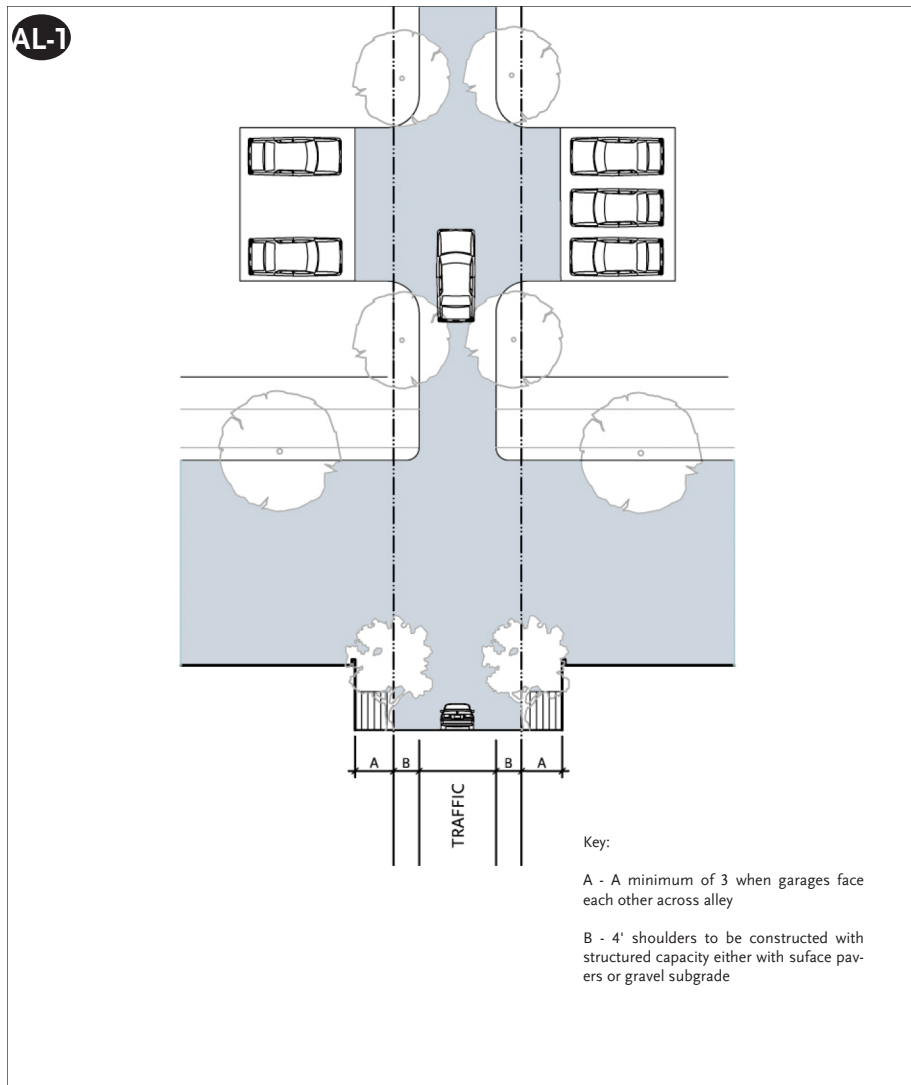 AL-1
A B B A
TRAFFIC
Key:
A - A minimum of 3 when garages face
each other across alley
B - 4' shoulders to be constructed with
structured capacity either with suface pav-
ers or gravel subgrade